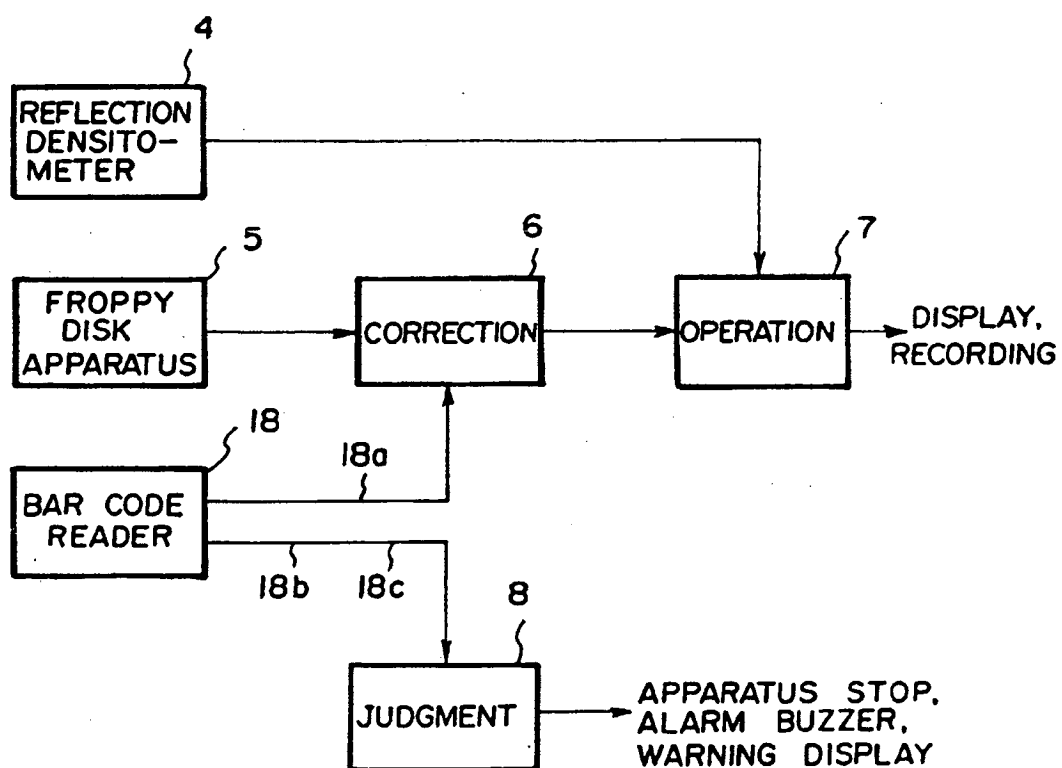 4
REFLECTION
DENSITO-
METER
5
FROPPY
DISK
APPARATUS
6
CORRECTION
7
OPERATION
DISPLAY,
RECORDING
18
BAR CODE
READER
18a
18b
18c
8
JUDGMENT
APPARATUS STOP,
ALARM BUZZER,
WARNING DISPLAY